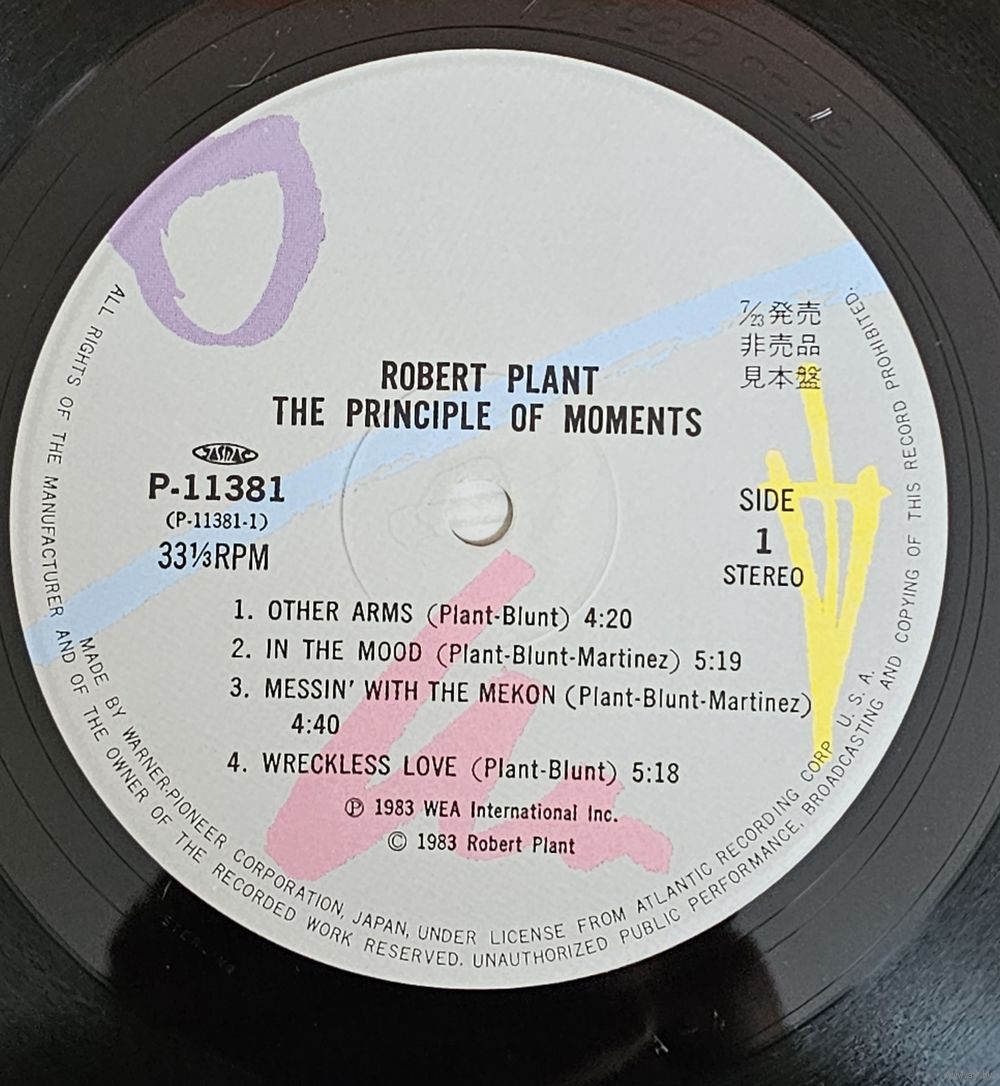 7/23発売
非売品
見本盤
ROBERT PLANT
THE PRINCIPLE OF MOMENTS
JASRAC
P-11381
(P-11381-1)
33⅓RPM
SIDE
1
STEREO
1. OTHER ARMS (Plant-Blunt) 4:20
2. IN THE MOOD (Plant-Blunt-Martinez) 5:19
3. MESSIN' WITH THE MEKON (Plant-Blunt-Martinez)
4:40
4. WRECKLESS LOVE (Plant-Blunt) 5:18
Ⓟ 1983 WEA International Inc.
© 1983 Robert Plant
MADE BY WARNER-PIONEER CORPORATION, JAPAN, UNDER LICENSE FROM ATLANTIC RECORDING CORP U. S. A.
ALL RIGHTS OF THE MANUFACTURER AND OF THE OWNER OF THE RECORDED WORK RESERVED. UNAUTHORIZED PUBLIC PERFORMANCE, BROADCASTING AND COPYING OF THIS RECORD PROHIBITED.